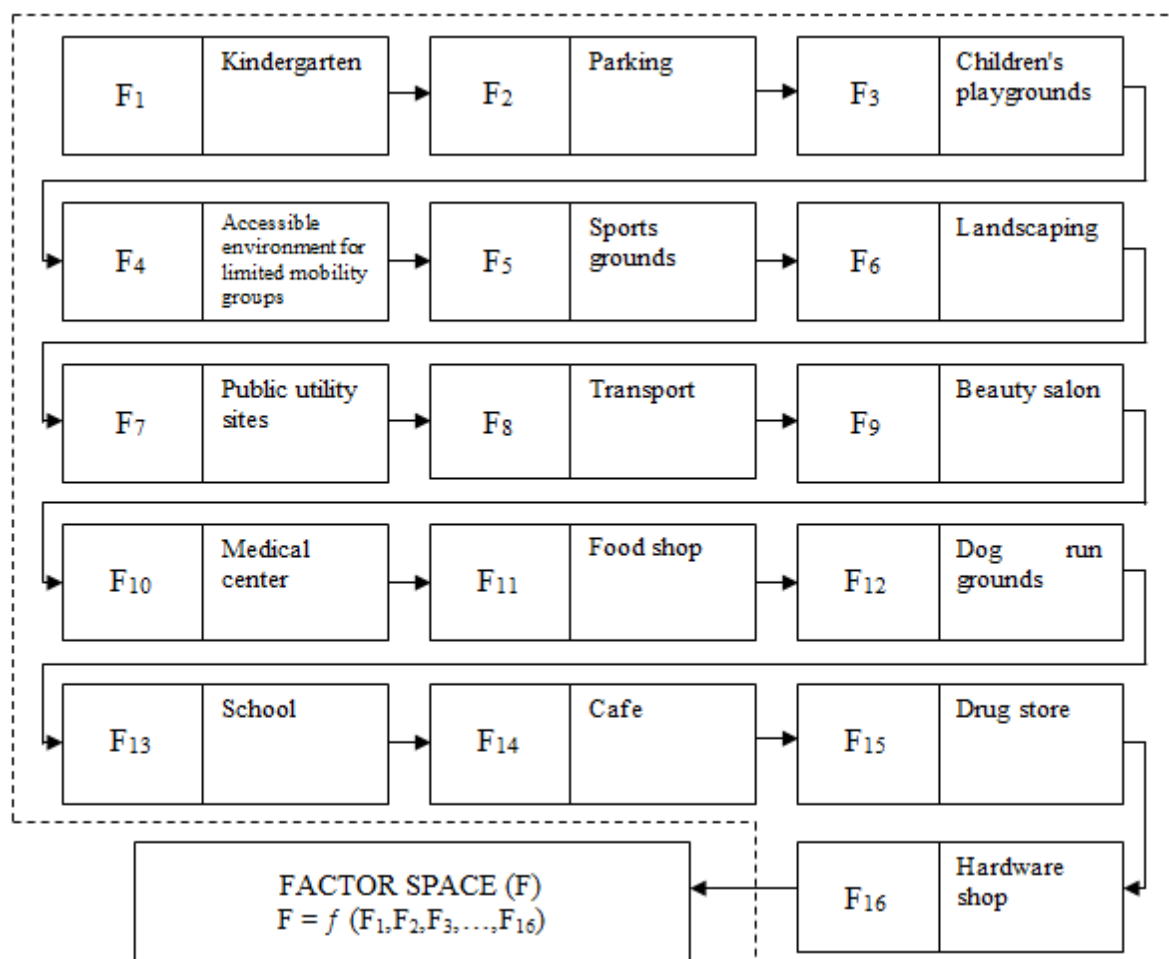 F₁
Kindergarten
F₂
Parking
F₃
Children's
playgrounds
F₄
Accessible
environment for
limited mobility
groups
F₅
Sports
grounds
F₆
Landscaping
F₇
Public utility
sites
F₈
Transport
F₉
Beauty salon
F₁₀
Medical
center
F₁₁
Food shop
F₁₂
Dog run
grounds
F₁₃
School
F₁₄
Cafe
F₁₅
Drug store
F₁₆
Hardware
shop
FACTOR SPACE (F)
F = ƒ (F₁,F₂,F₃,…,F₁₆)